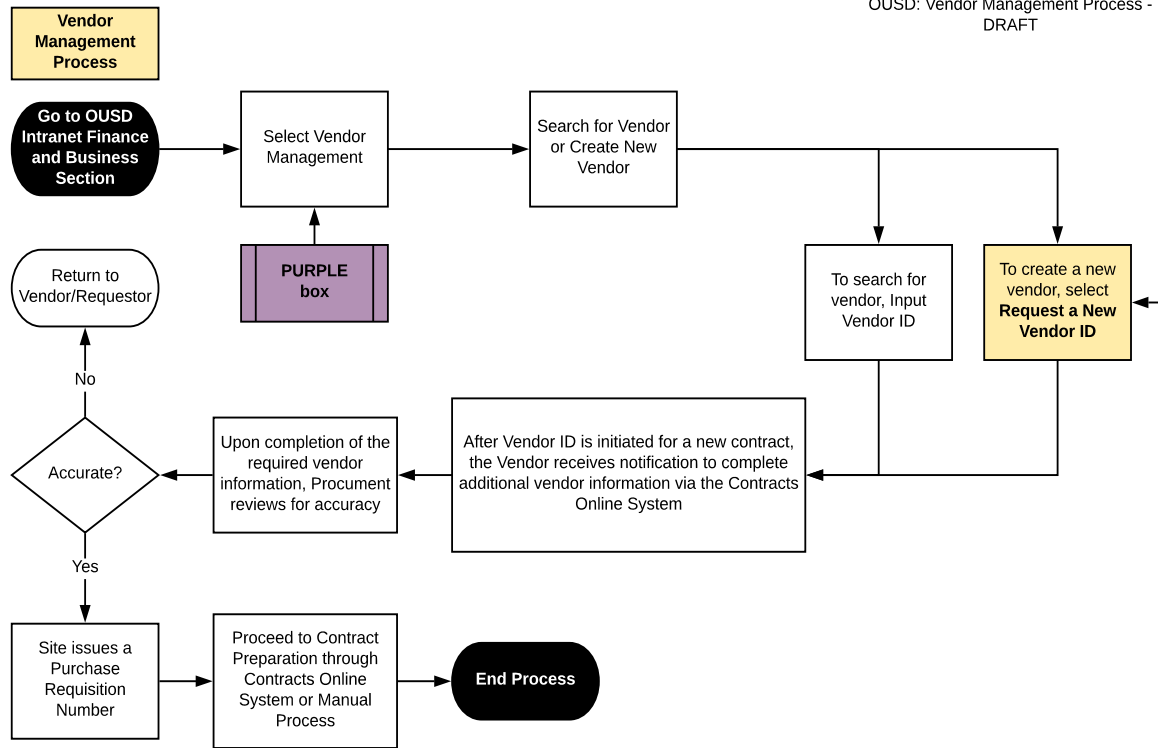 OUSD: Vendor Management Process -
DRAFT
Vendor
Management
Process
Go to OUSD
Intranet Finance
and Business
Section
Select Vendor
Management
Search for Vendor
or Create New
Vendor
PURPLE
box
To search for
vendor, Input
Vendor ID
To create a new
vendor, select
Request a New
Vendor ID
Return to
Vendor/Requestor
No
Accurate?
Upon completion of the
required vendor
information, Procument
reviews for accuracy
After Vendor ID is initiated for a new contract,
the Vendor receives notification to complete
additional vendor information via the Contracts
Online System
Yes
Site issues a
Purchase
Requisition
Number
Proceed to Contract
Preparation through
Contracts Online
System or Manual
Process
End Process